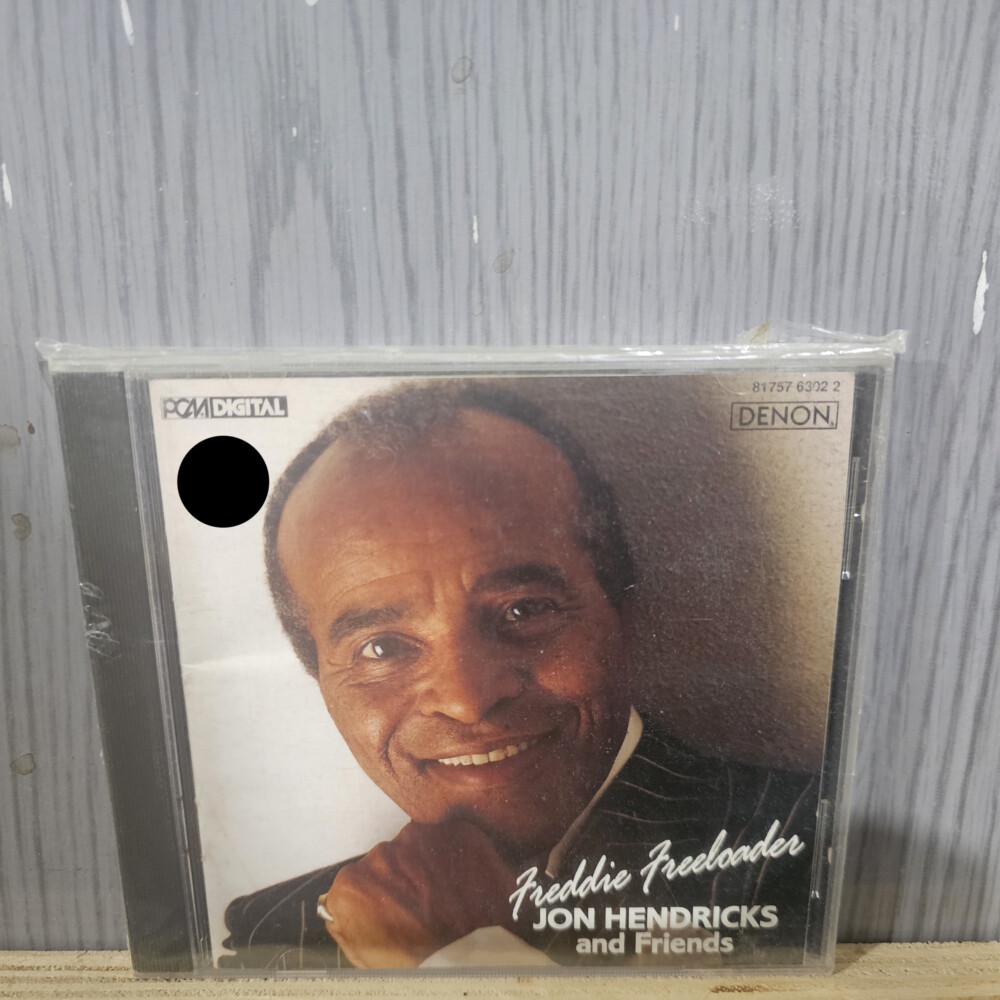 PCM DIGITAL
81757 6302 2
DENON
Freddie Freeloader
JON HENDRICKS
and Friends